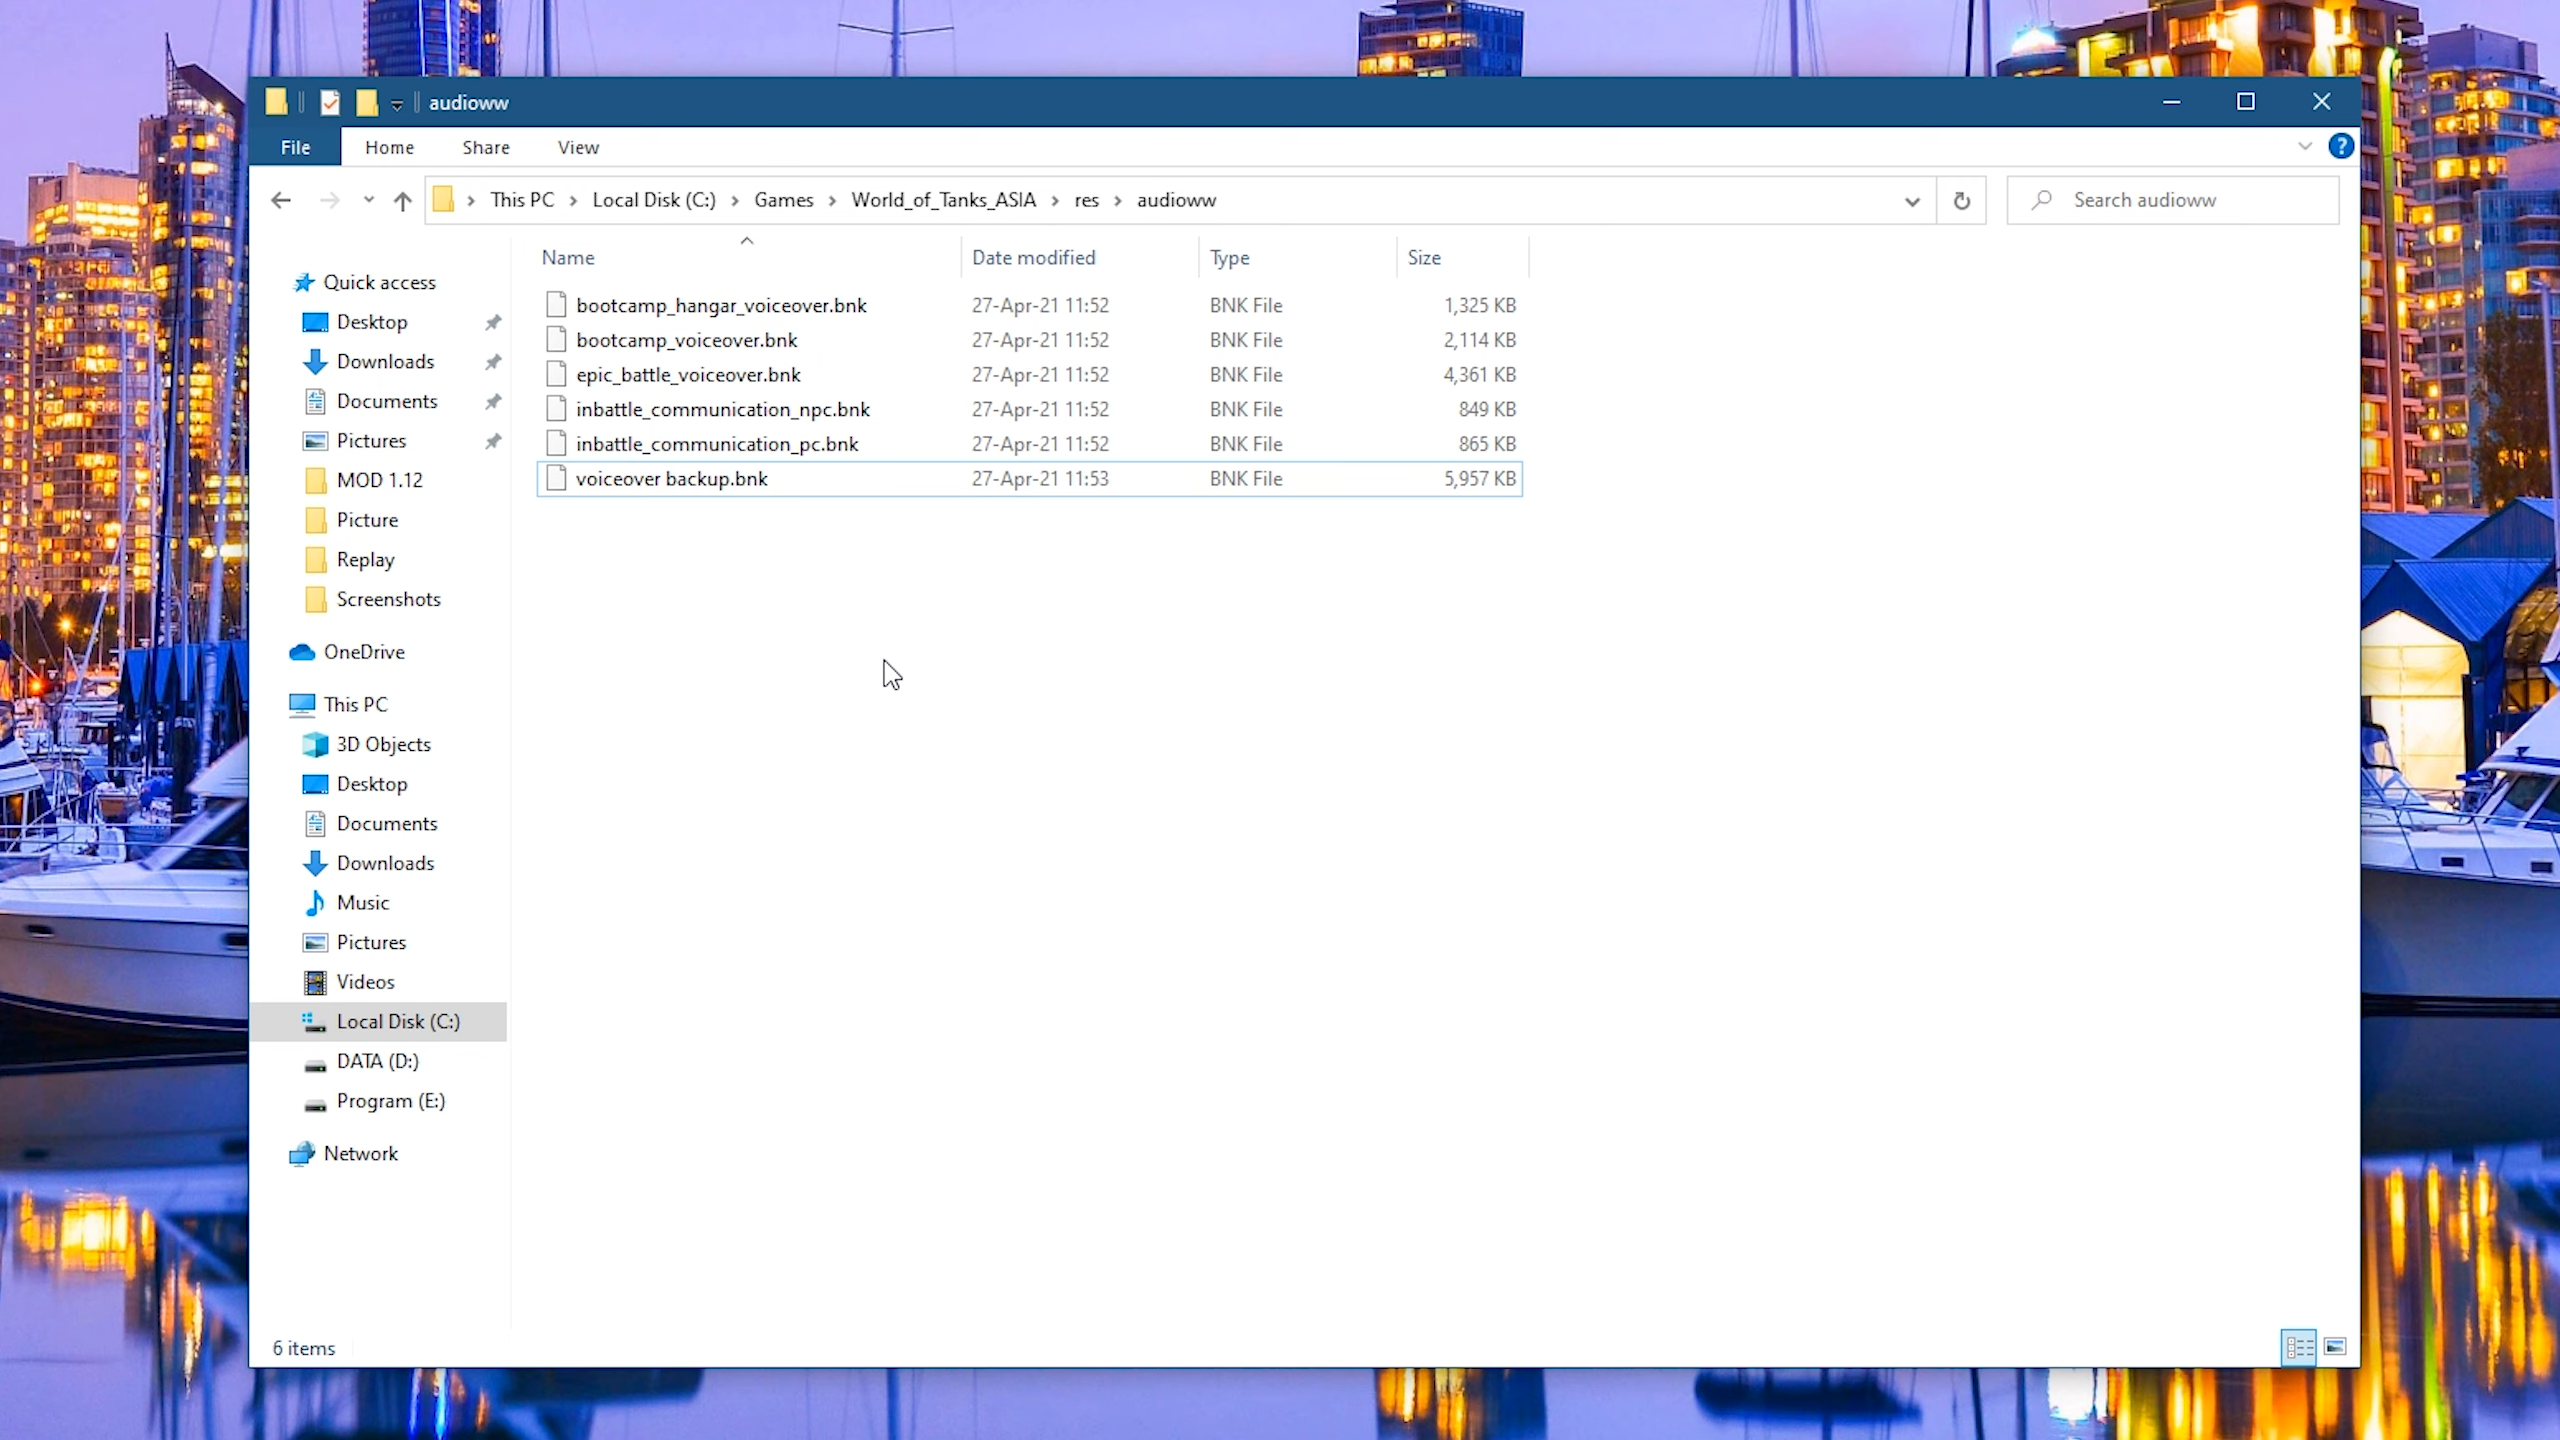 audioww
File Home Share View
This PC Local Disk (C:) Games World_of_Tanks_ASIA res audioww
Search audioww
Name Date modified Type Size
Quick access
Desktop
Downloads
Documents
Pictures
MOD 1.12
Picture
Replay
Screenshots
OneDrive
This PC
3D Objects
Desktop
Documents
Downloads
Music
Pictures
Videos
Local Disk (C:)
DATA (D:)
Program (E:)
Network
bootcamp_hangar_voiceover.bnk 27-Apr-21 11:52 BNK File 1,325 KB
bootcamp_voiceover.bnk 27-Apr-21 11:52 BNK File 2,114 KB
epic_battle_voiceover.bnk 27-Apr-21 11:52 BNK File 4,361 KB
inbattle_communication_npc.bnk 27-Apr-21 11:52 BNK File 849 KB
inbattle_communication_pc.bnk 27-Apr-21 11:52 BNK File 865 KB
voiceover backup.bnk 27-Apr-21 11:53 BNK File 5,957 KB
6 items